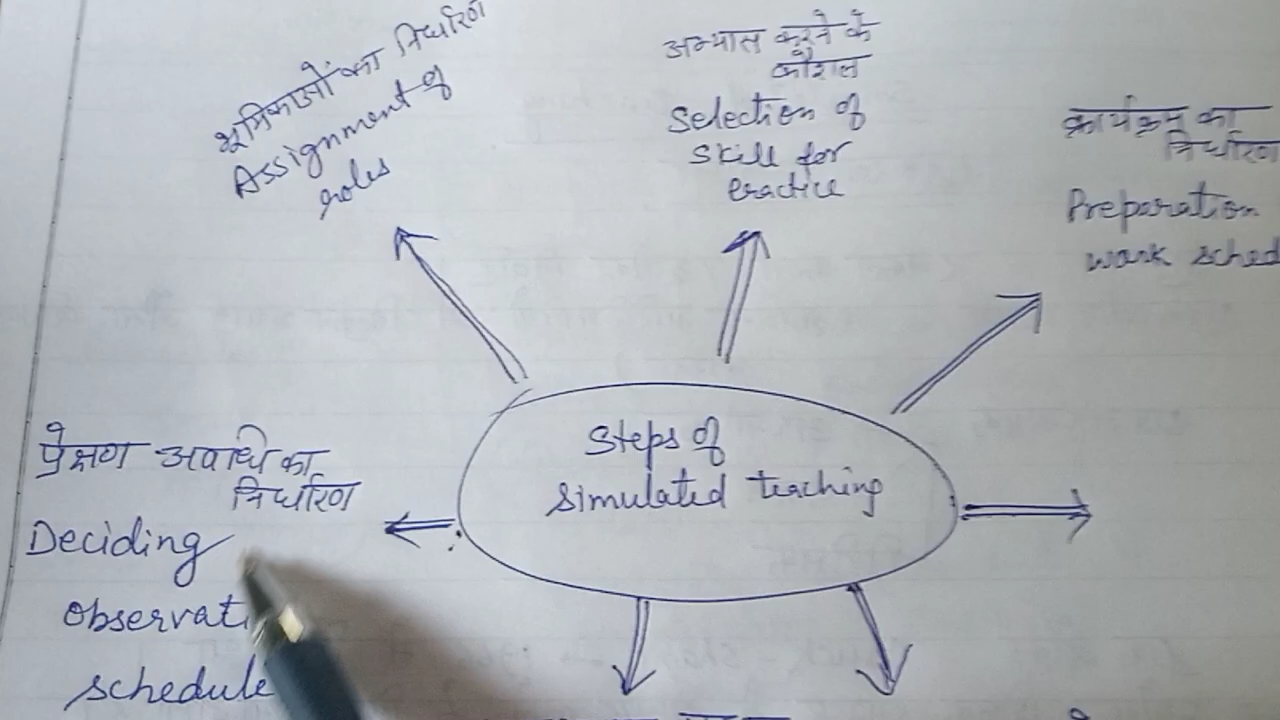 भूमिकाओं का निर्धारण
Assignment of
roles
अभ्यास करने के
कौशल
Selection of
skill for
practice
कार्यक्रम का
निर्धारण
Preparation
work sched
Steps of
simulated teaching
प्रेक्षण अवधि का
निर्धारण
Deciding
observati
schedule